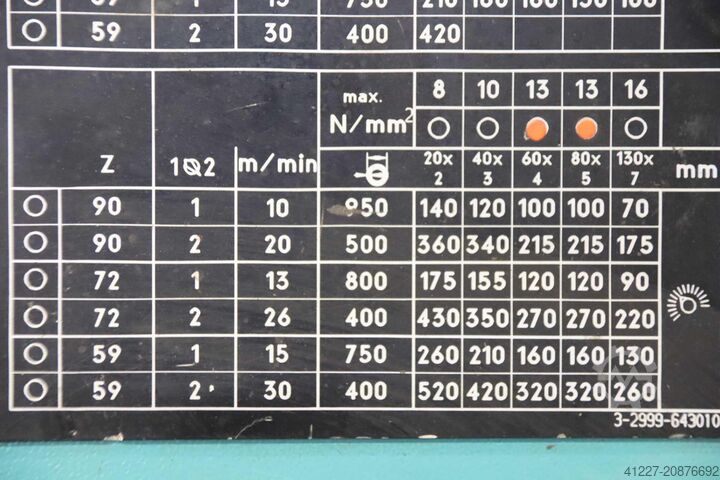 59 2 30 400 420
max. N/mm² 8 10 13 13 16
Z 1 2 m/min 20x2 40x3 60x4 80x5 130x7 mm
90 1 10 950 140 120 100 100 70
90 2 20 500 360 340 215 215 175
72 1 13 800 175 155 120 120 90
72 2 26 400 430 350 270 270 220
59 1 15 750 260 210 160 160 130
59 2 30 400 520 420 320 320 260
3-2999-643010
41227-20876692